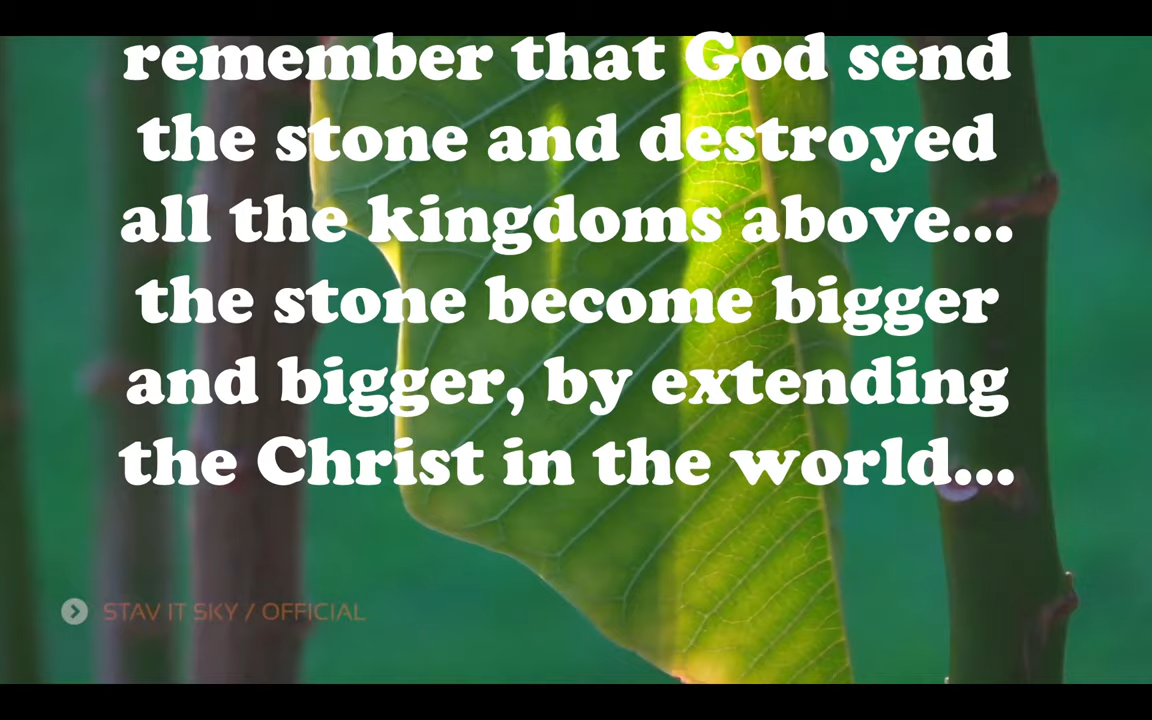 remember that God send
the stone and destroyed
all the kingdoms above...
the stone become bigger
and bigger, by extending
the Christ in the world...
STAV IT SKY / OFFICIAL